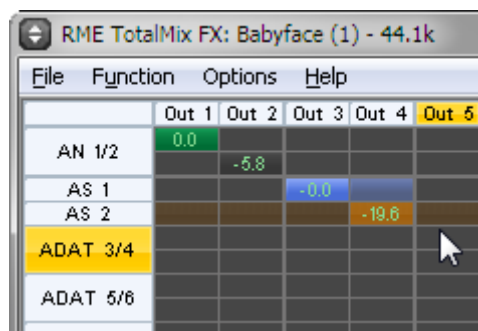 RME TotalMix FX: Babyface (1) - 44.1k
File Function Options Help
Out 1 Out 2 Out 3 Out 4 Out 5
AN 1/2 0.0
-5.8
AS 1 -0.0
AS 2 -19.6
ADAT 3/4
ADAT 5/6